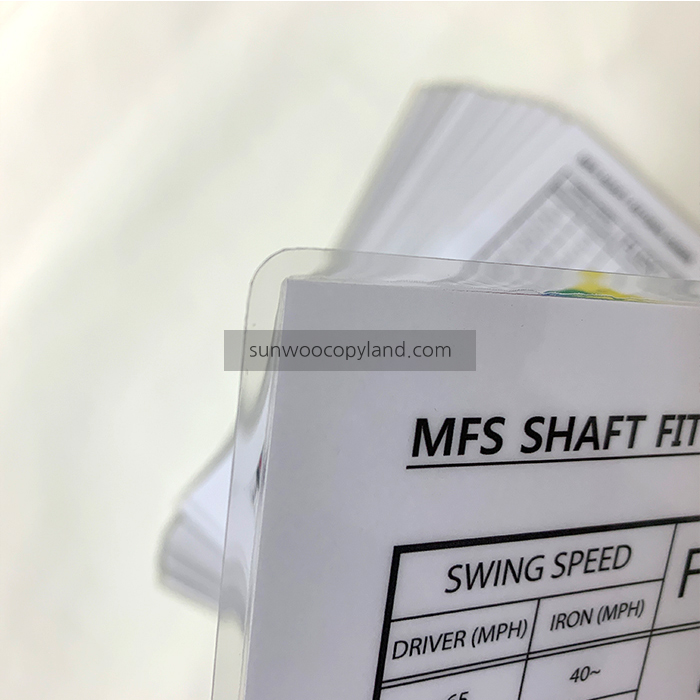 sunwoocopyland.com
MFS SHAFT FIT
SWING SPEED
DRIVER (MPH) IRON (MPH)
40~